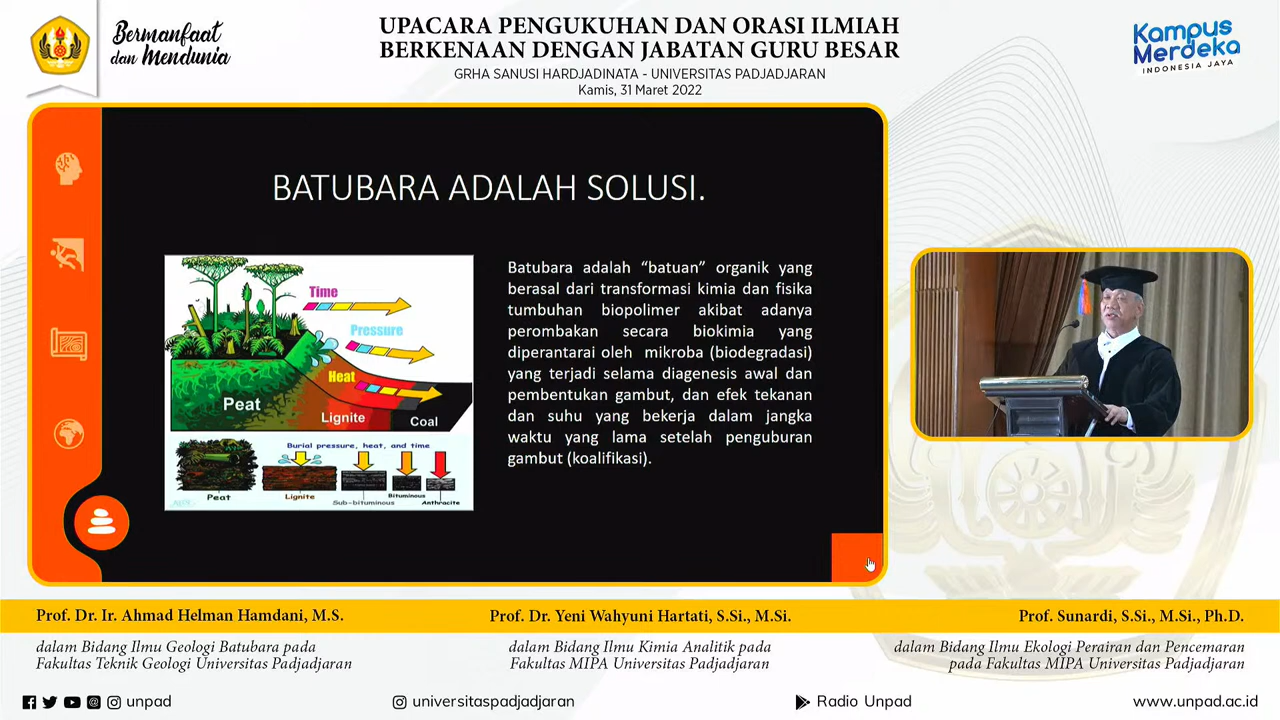 Bermanfaat
dan Mendunia
UPACARA PENGUKUHAN DAN ORASI ILMIAH
BERKENAAN DENGAN JABATAN GURU BESAR
GRHA SANUSI HARDJADINATA - UNIVERSITAS PADJADJARAN
Kamis, 31 Maret 2022
Kampus
Merdeka
INDONESIA JAYA
BATUBARA ADALAH SOLUSI.
Time
Pressure
Heat
Peat
Lignite
Coal
Burial pressure, heat, and time
Peat
Lignite
Sub-bituminous
Bituminous
Anthracite
Batubara adalah “batuan” organik yang
berasal dari transformasi kimia dan fisika
tumbuhan biopolimer akibat adanya
perombakan secara biokimia yang
diperantarai oleh mikroba (biodegradasi)
yang terjadi selama diagenesis awal dan
pembentukan gambut, dan efek tekanan
dan suhu yang bekerja dalam jangka
waktu yang lama setelah penguburan
gambut (koalifikasi).
Prof. Dr. Ir. Ahmad Helman Hamdani, M.S.
dalam Bidang Ilmu Geologi Batubara pada
Fakultas Teknik Geologi Universitas Padjadjaran
Prof. Dr. Yeni Wahyuni Hartati, S.Si., M.Si.
dalam Bidang Ilmu Kimia Analitik pada
Fakultas MIPA Universitas Padjadjaran
Prof. Sunardi, S.Si., M.Si., Ph.D.
dalam Bidang Ilmu Ekologi Perairan dan Pencemaran
pada Fakultas MIPA Universitas Padjadjaran
unpad
universitaspadjadjaran
Radio Unpad
www.unpad.ac.id